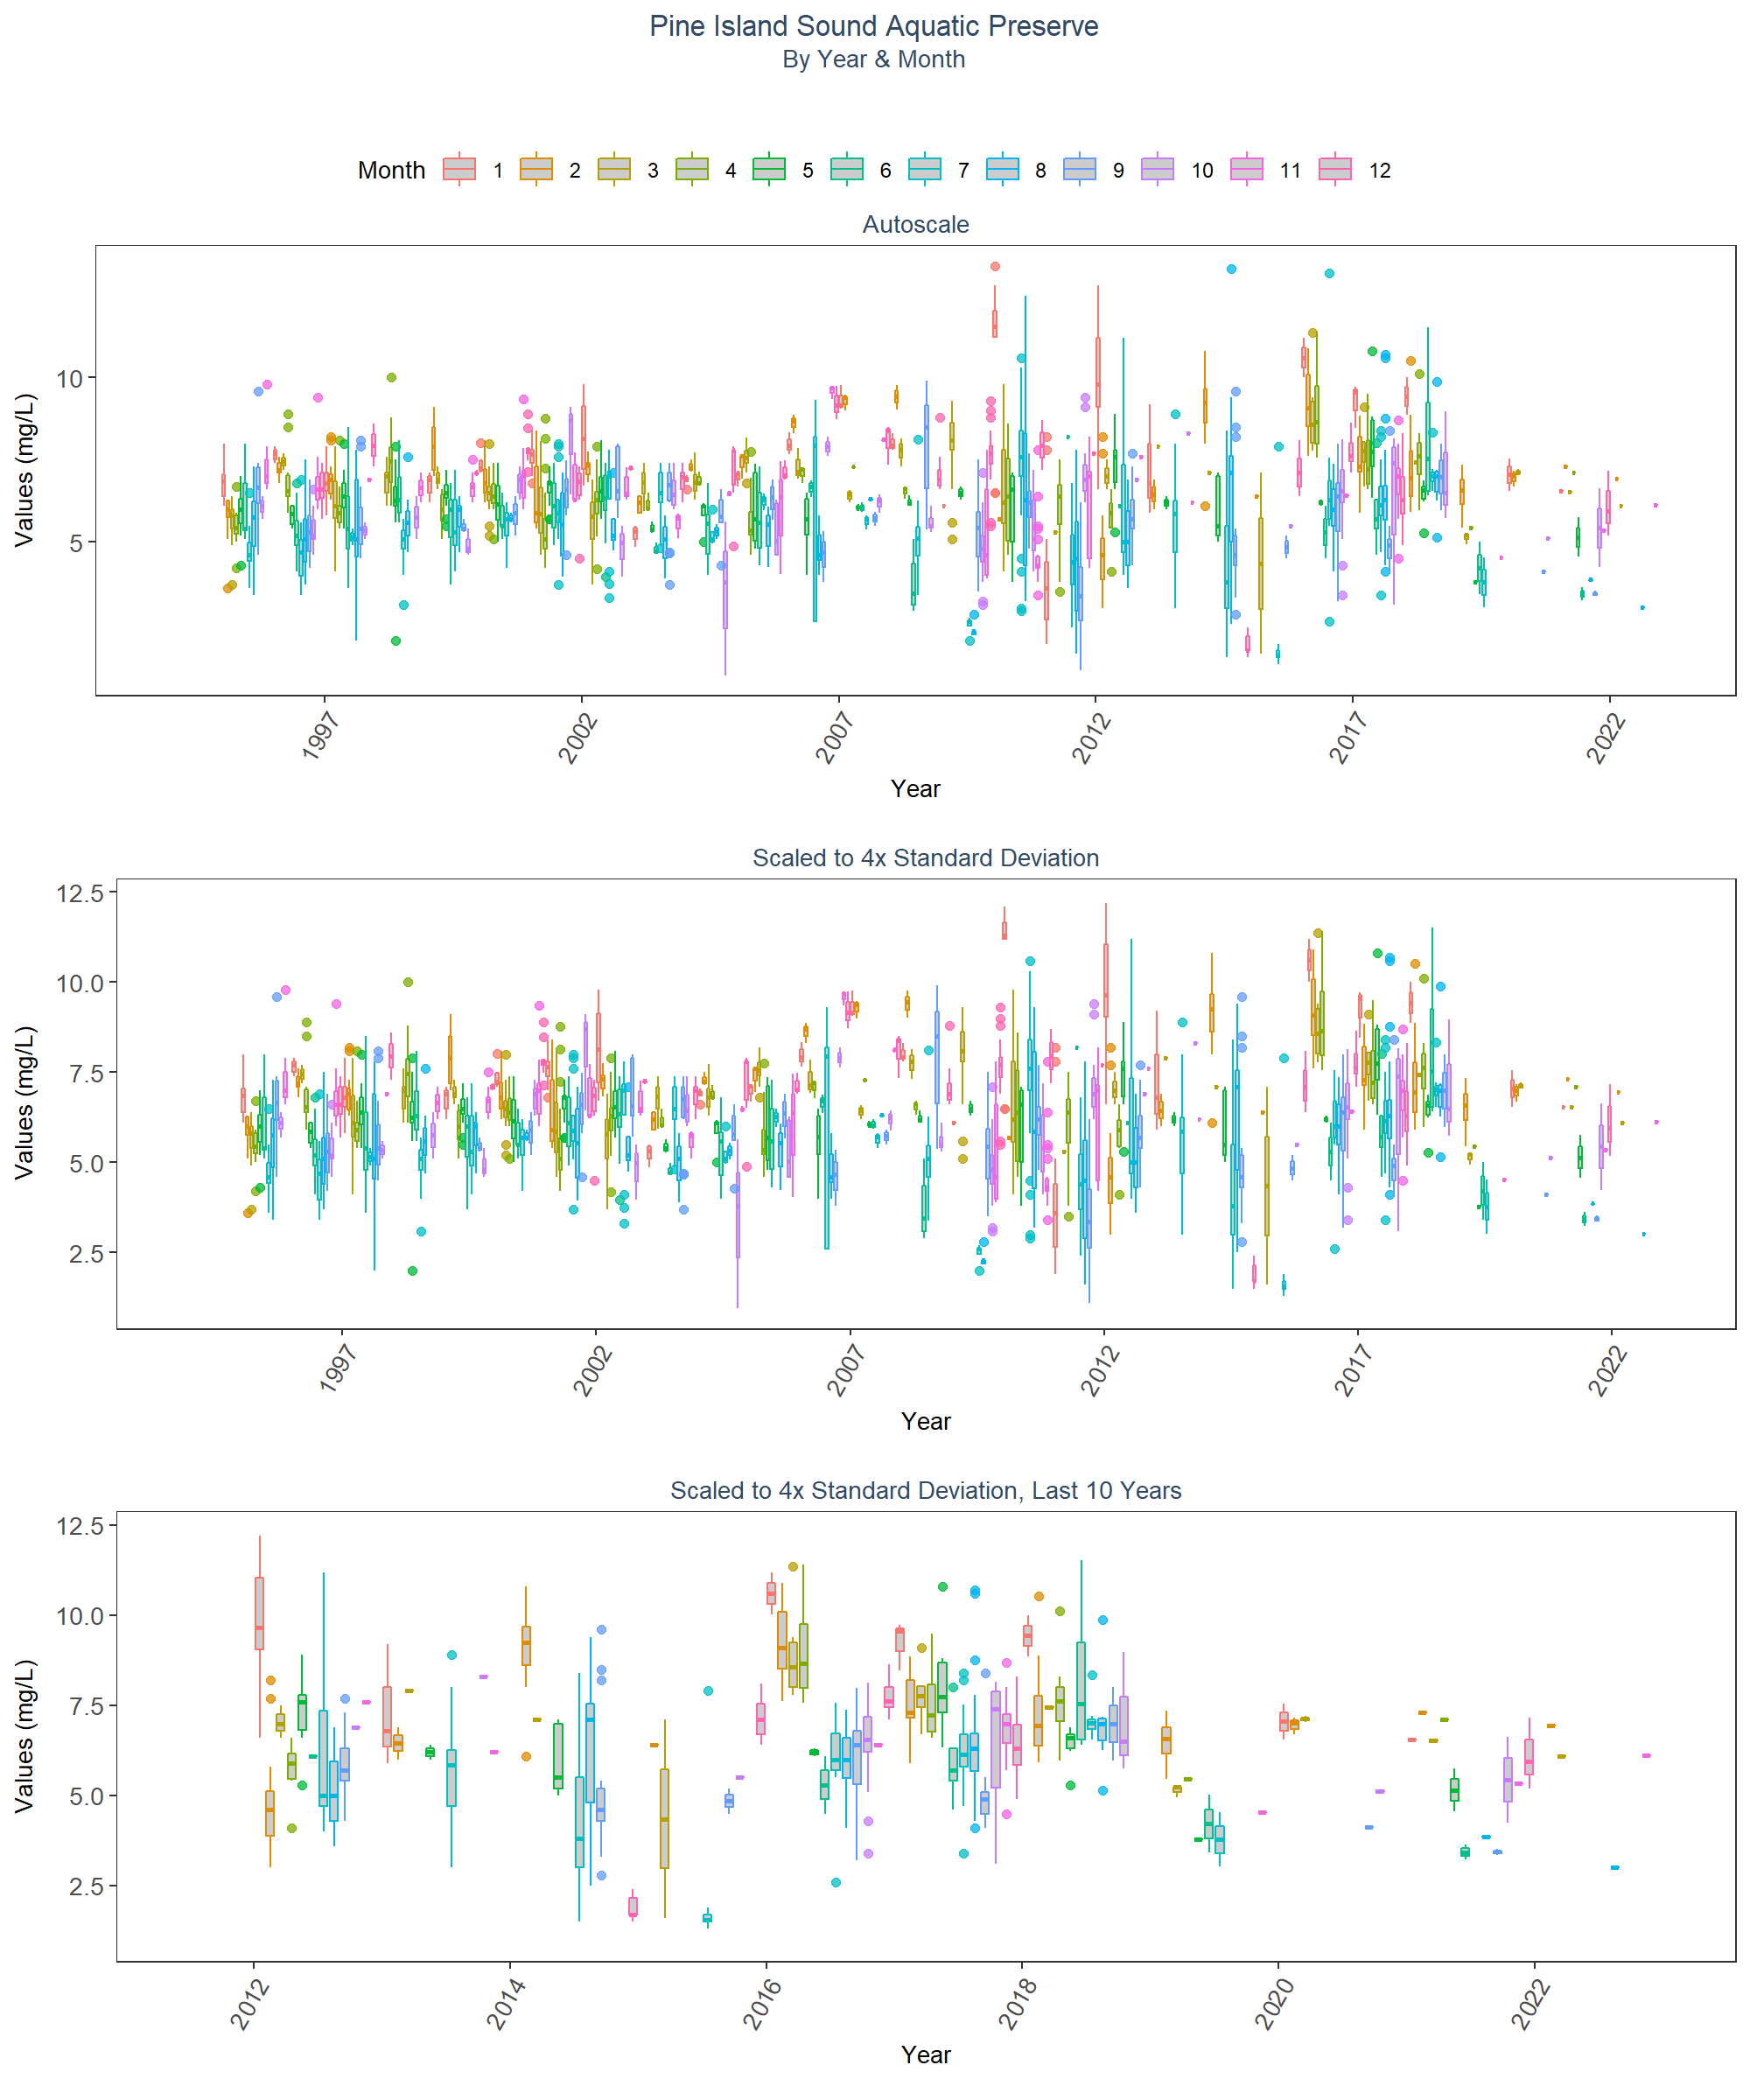 Pine Island Sound Aquatic Preserve
By Year & Month
Month 1 2 3 4 5 6 7 8 9 10 11 12
Autoscale
Values (mg/L)
10
5
1997 2002 2007 2012 2017 2022
Year
Scaled to 4x Standard Deviation
Values (mg/L)
12.5
10.0
7.5
5.0
2.5
1997 2002 2007 2012 2017 2022
Year
Scaled to 4x Standard Deviation, Last 10 Years
Values (mg/L)
12.5
10.0
7.5
5.0
2.5
2012 2014 2016 2018 2020 2022
Year